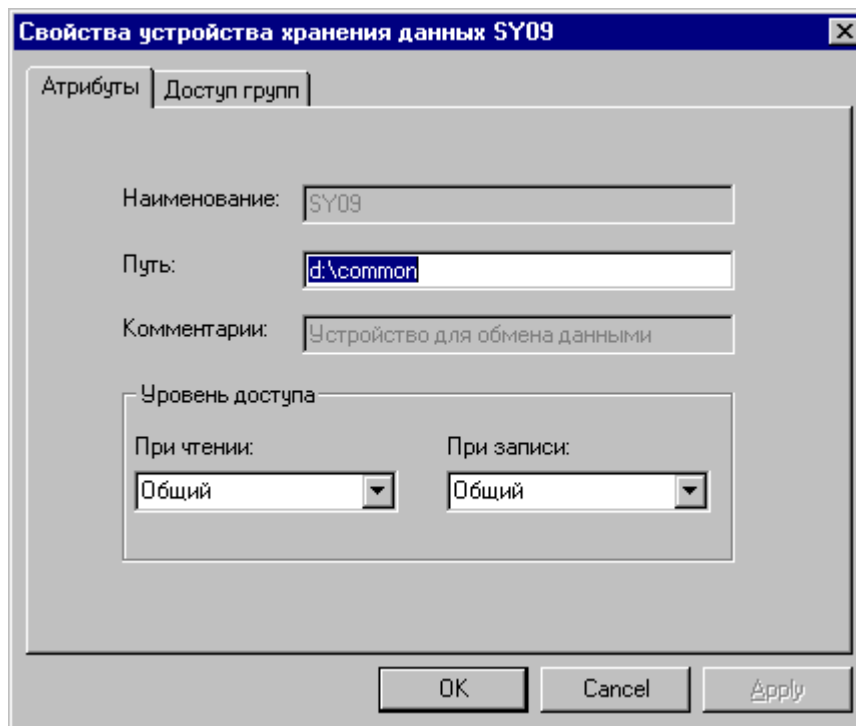 Свойства устройства хранения данных SY09
Атрибуты Доступ групп
Наименование: SY09
Путь: d:\common
Комментарии: Устройство для обмена данными
Уровень доступа
При чтении: При записи:
Общий Общий
OK Cancel Apply